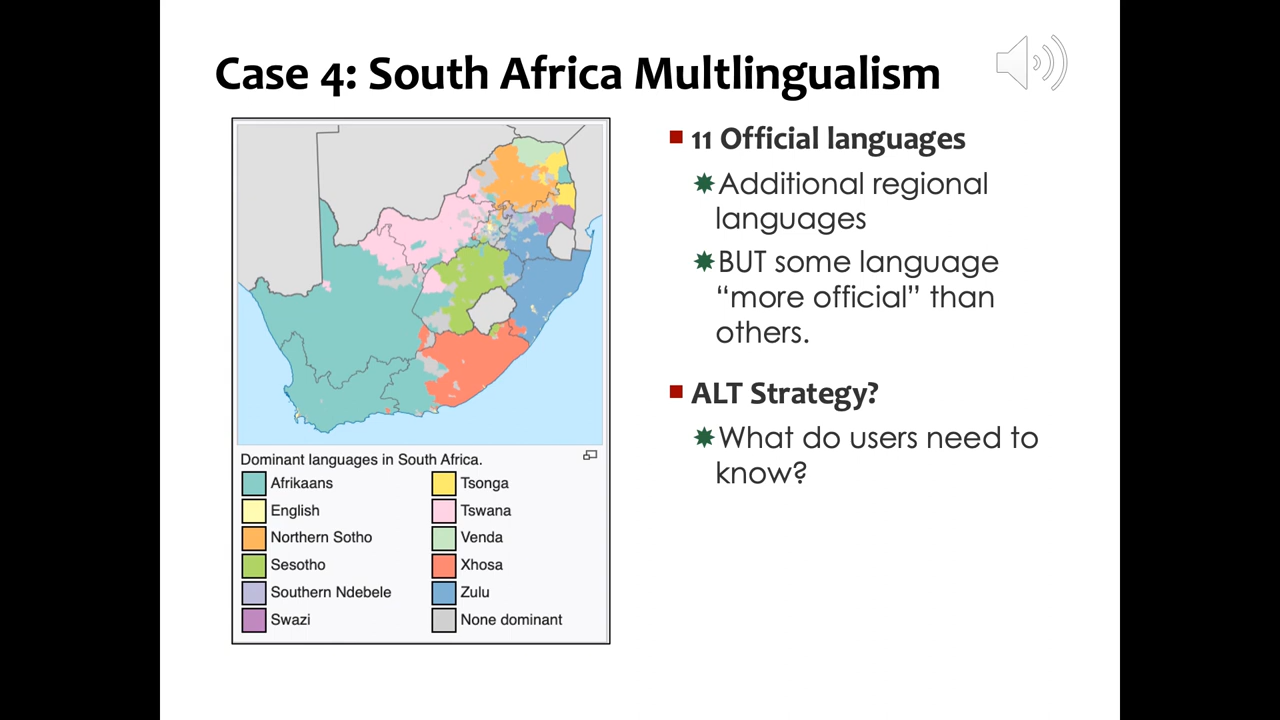 Case 4: South Africa Multlingualism
Dominant languages in South Africa.
Afrikaans
English
Northern Sotho
Sesotho
Southern Ndebele
Swazi
Tsonga
Tswana
Venda
Xhosa
Zulu
None dominant
11 Official languages
Additional regional
languages
BUT some language
“more official” than
others.
ALT Strategy?
What do users need to
know?